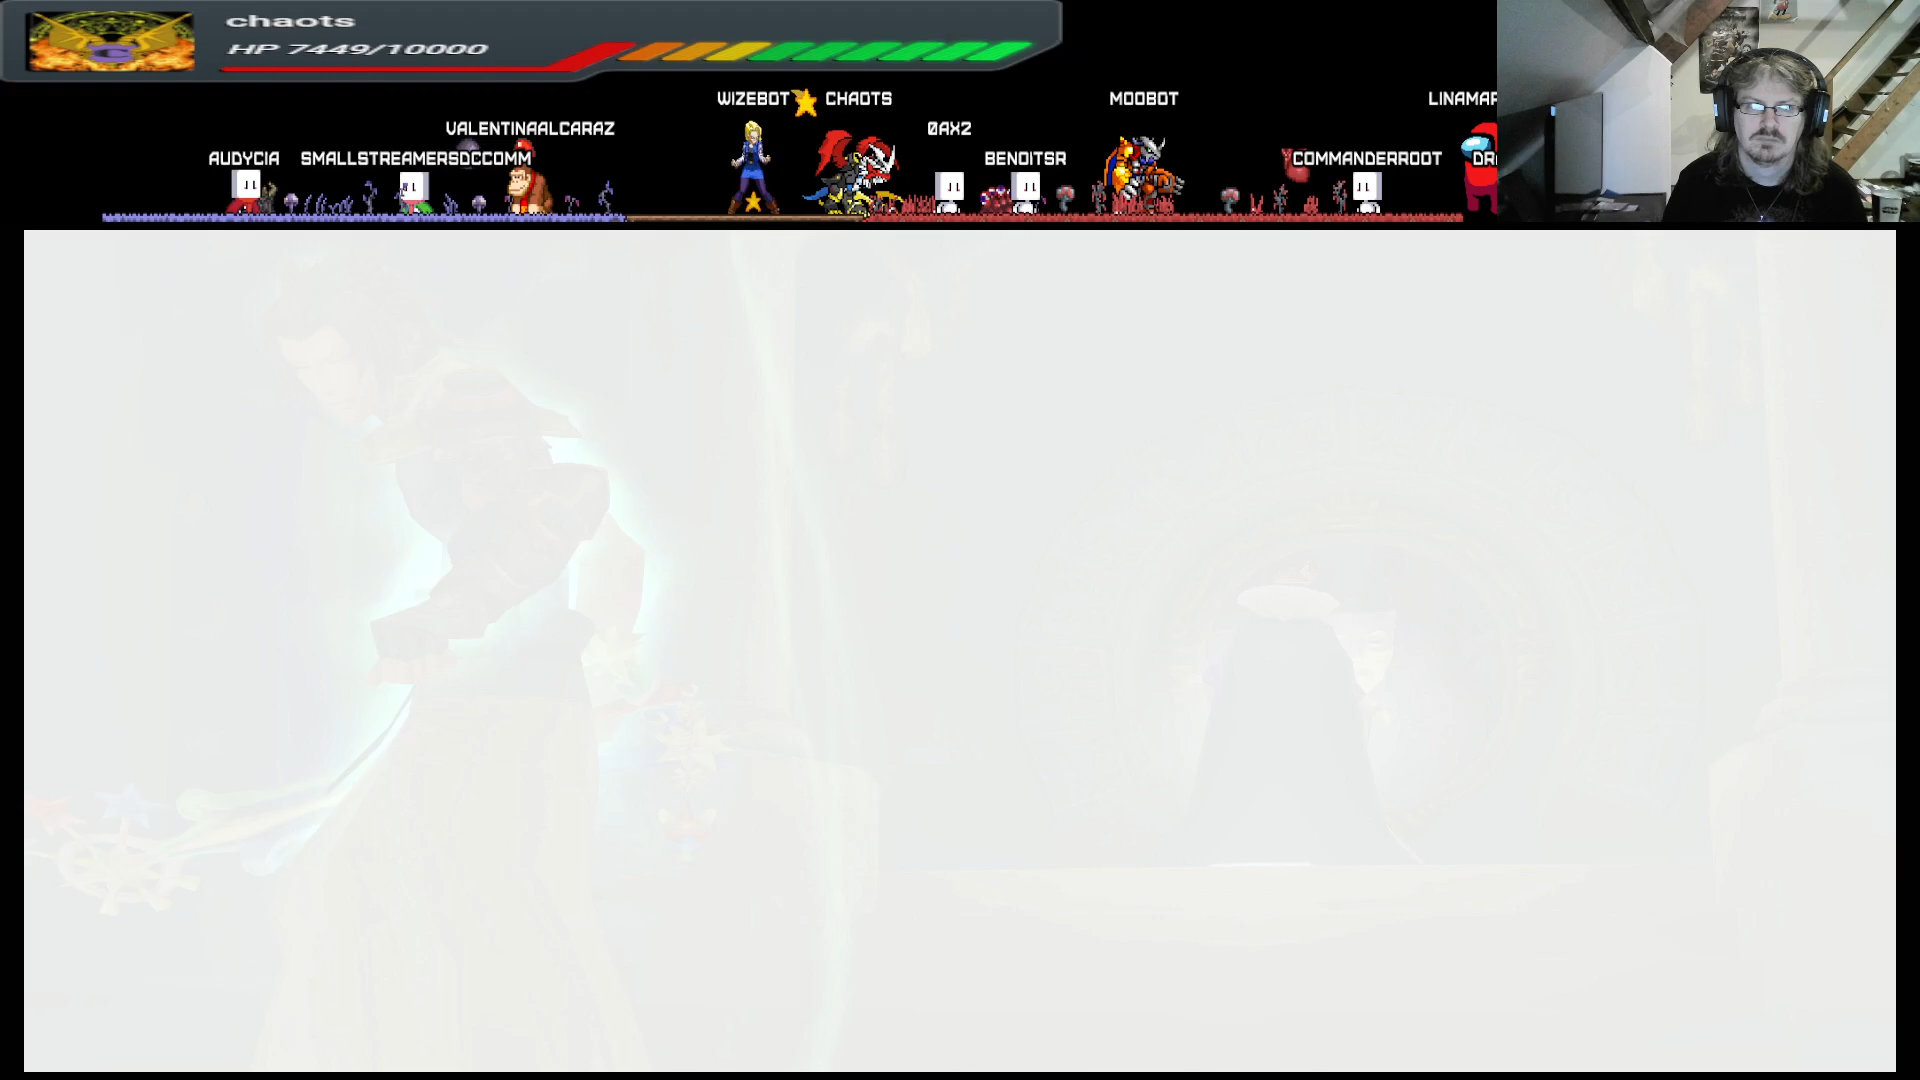 chaots
HP 7449/10000
WIZEBOT CHAOTS MOOBOT LINAMAR
VALENTINAALCARAZ 0AX2
AUDYCIA SMALLSTREAMERSDCCOMM BENOITSR COMMANDERROOT